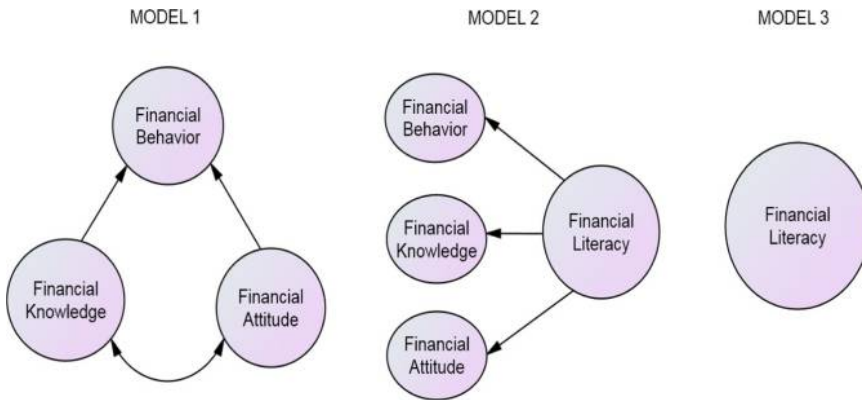 MODEL 1
Financial
Behavior
Financial
Knowledge
Financial
Attitude
MODEL 2
Financial
Behavior
Financial
Knowledge
Financial
Attitude
Financial
Literacy
MODEL 3
Financial
Literacy